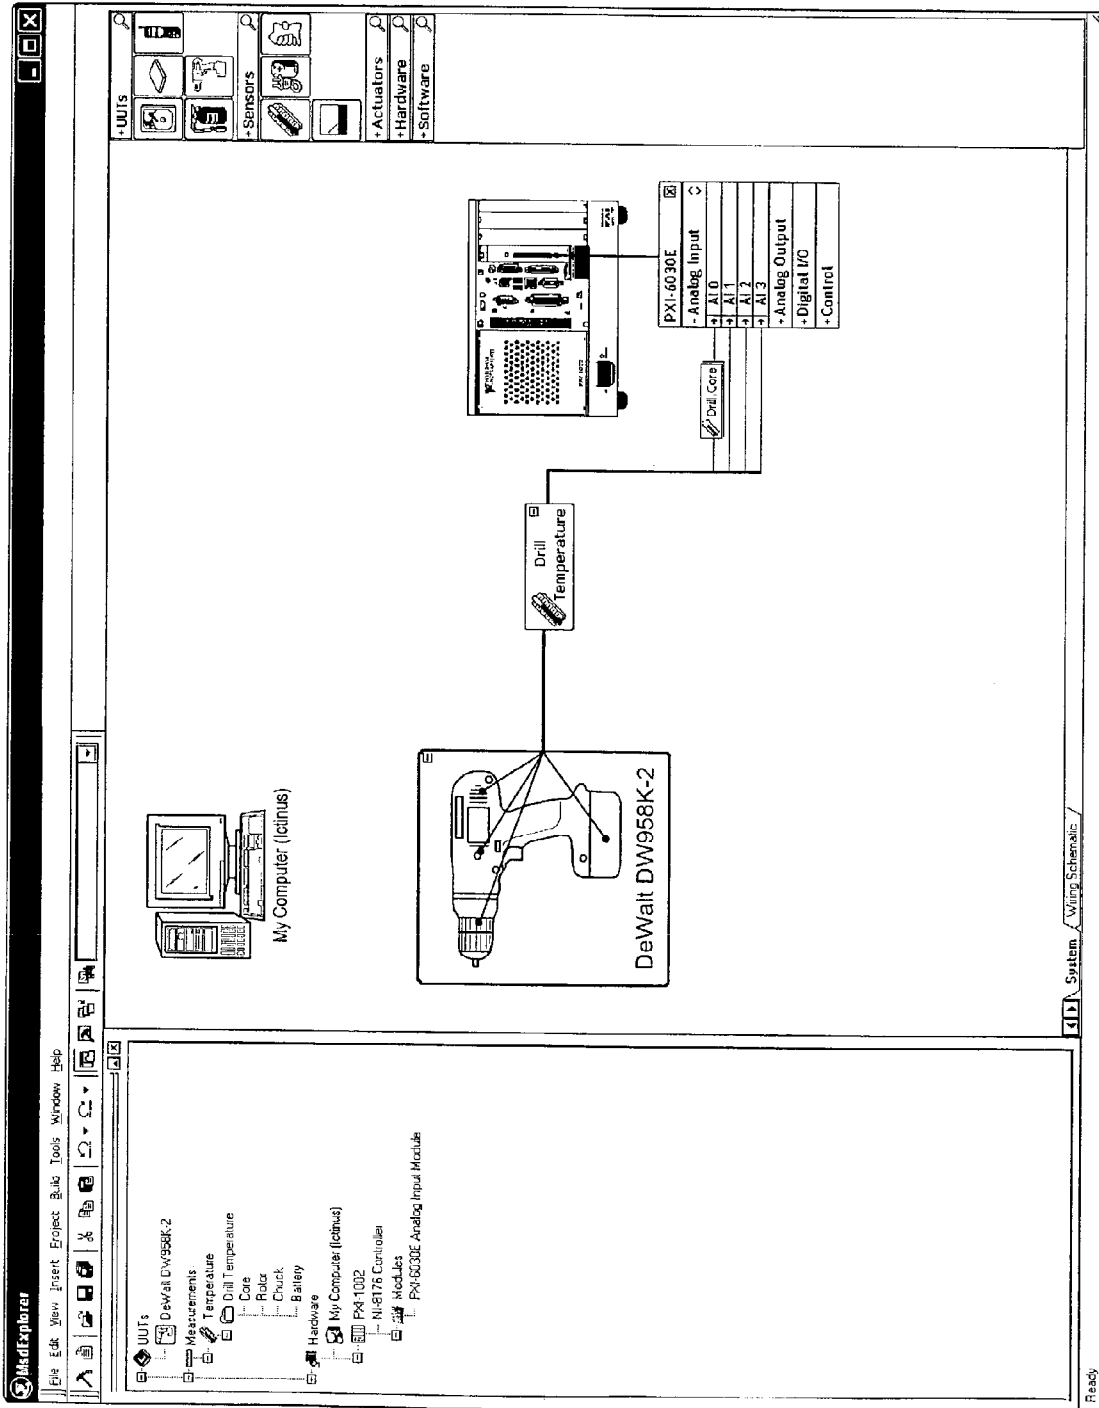 MsdExplorer
File Edit View Insert Project Build Tools Window Help
UUTs
DeWalt DW958K-2
Measurements
Temperature
Drill Temperature
Core
Rotor
Chuck
Battery
Hardware
My Computer (Ictinus)
PXI-1002
NI-8176 Controller
Modules
PXI-6030E Analog Input Module
My Computer (Ictinus)
DeWalt DW958K-2
Drill
Temperature
Drill Core
PXI-6030E
- Analog Input
AI 0
AI 1
AI 2
AI 3
+Analog Output
+Digital I/O
+Control
+UUTs
+Sensors
+Actuators
+Hardware
+Software
System
Wiring Schematic
Ready